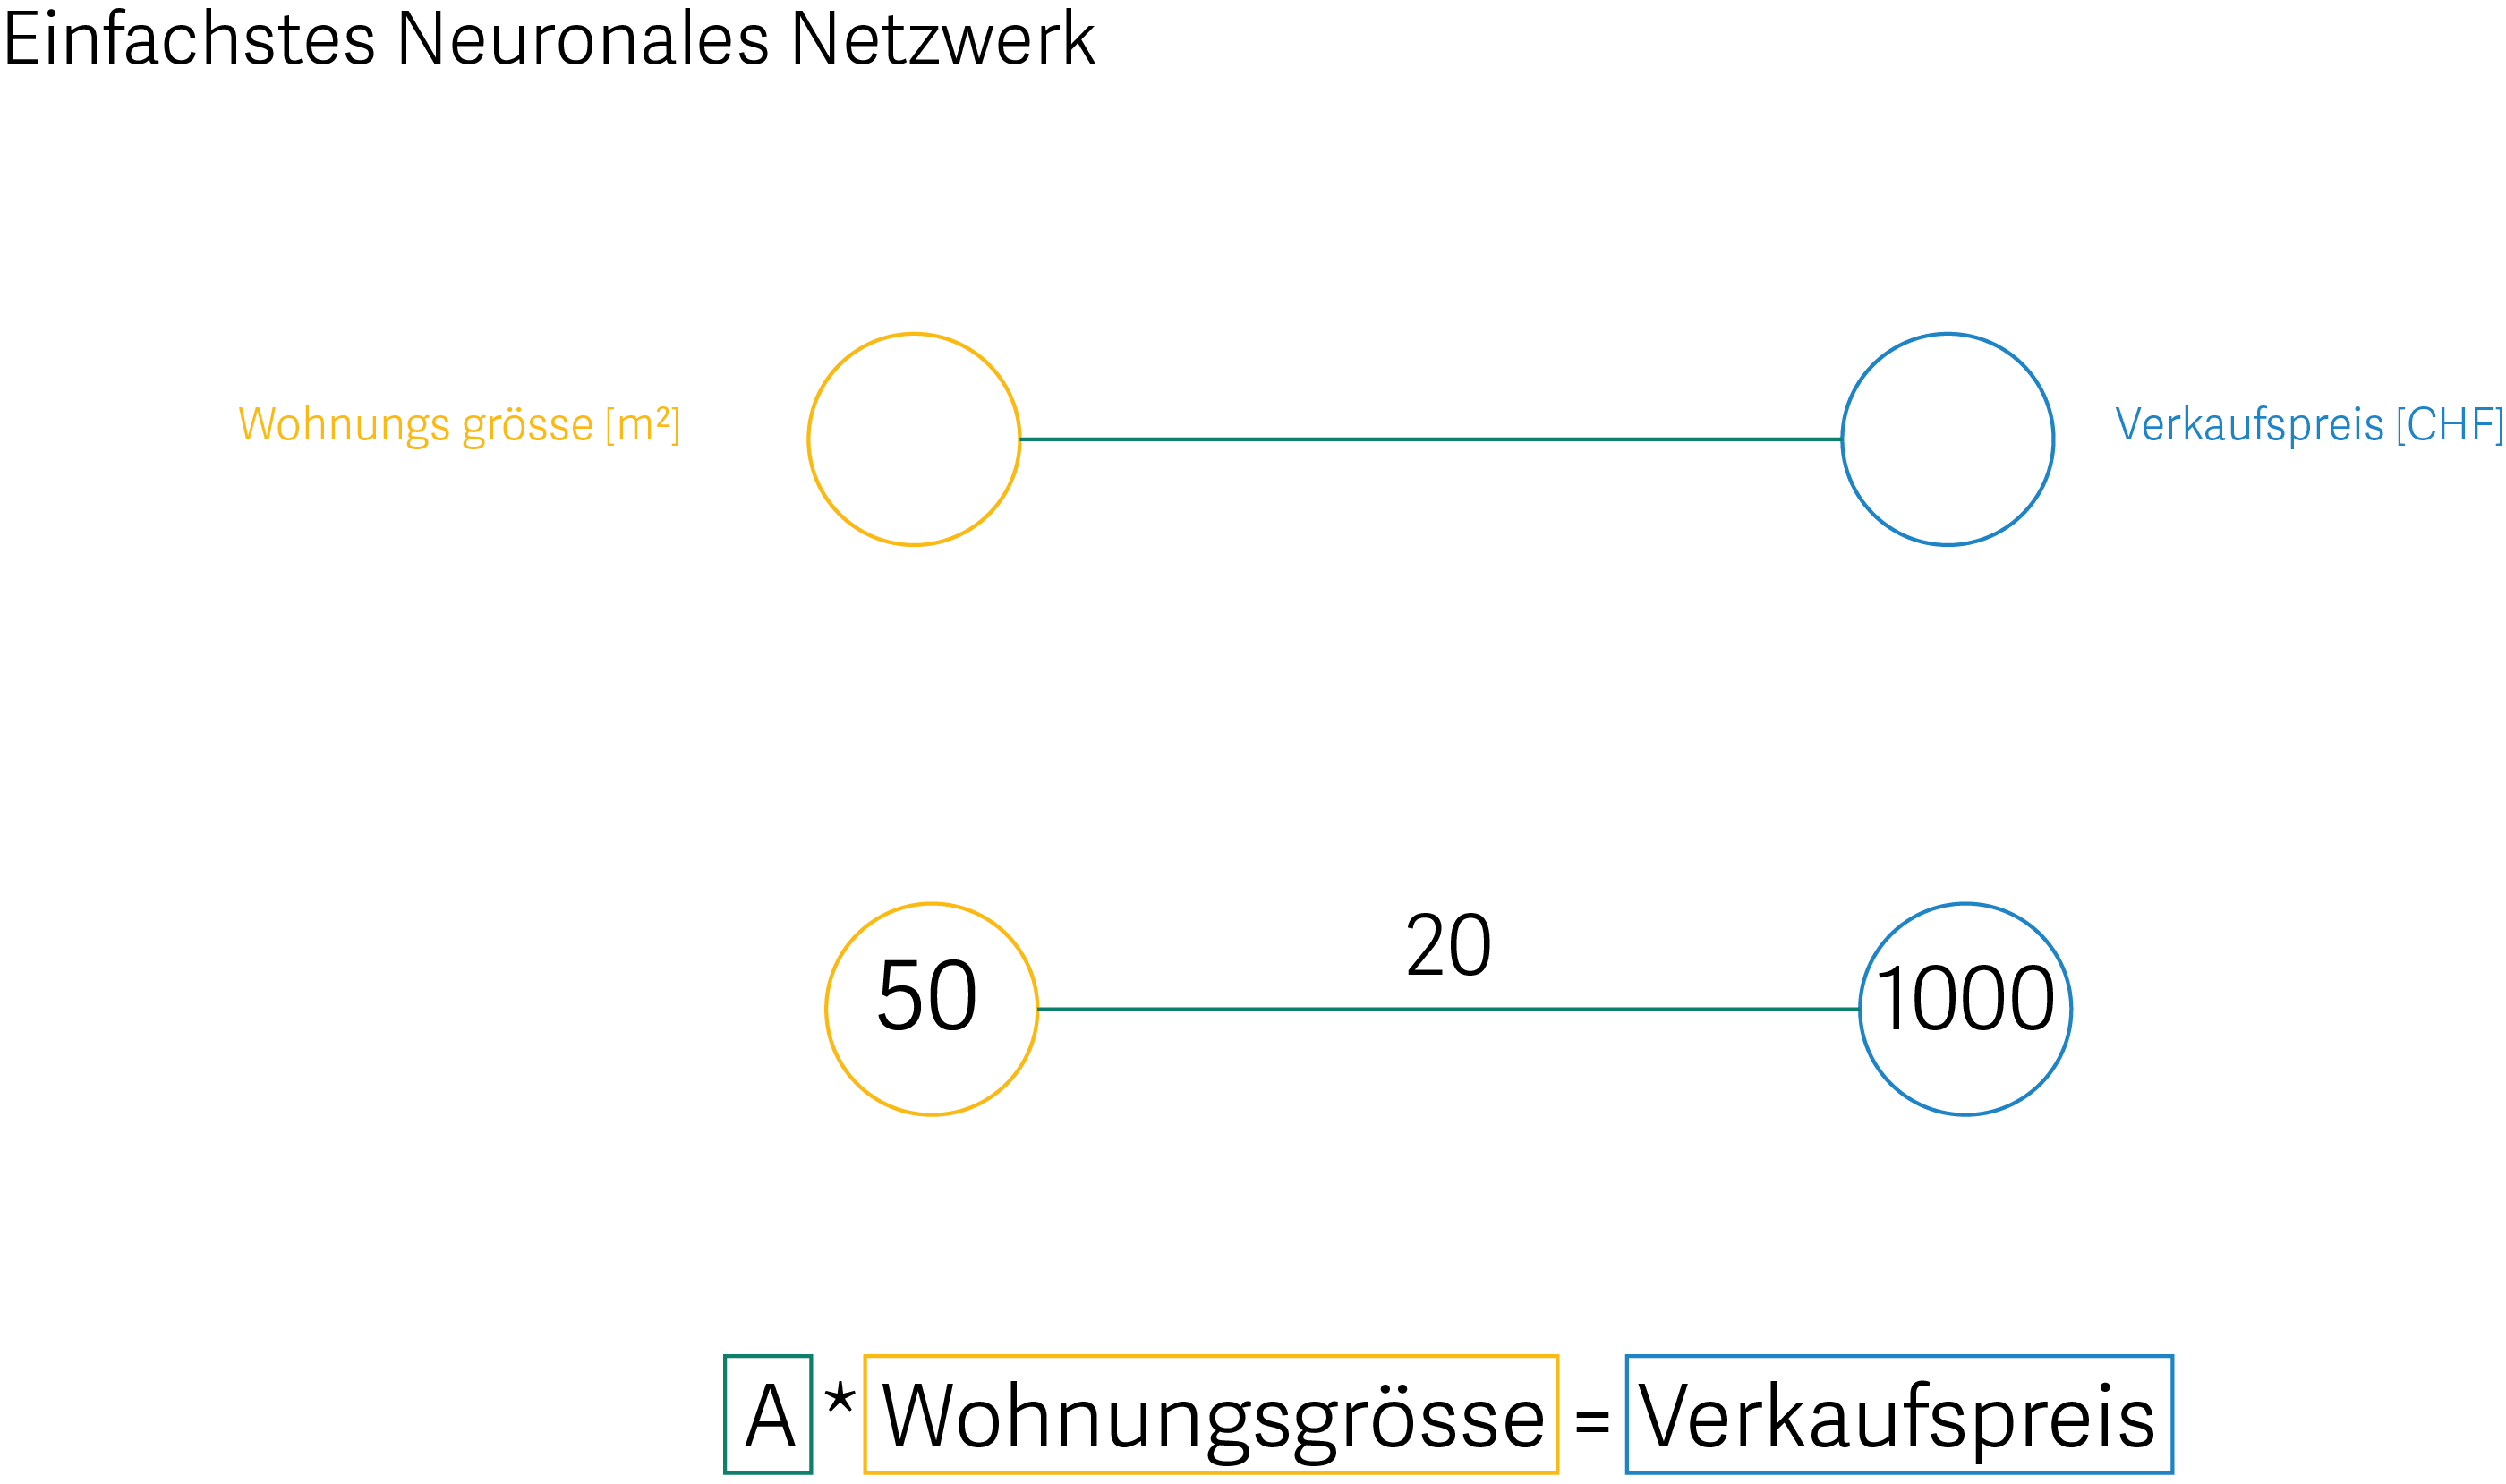 Einfachstes Neuronales Netzwerk
Wohnungs grösse [m²]
Verkaufspreis [CHF]
20
50
1000
A * Wohnungsgrösse = Verkaufspreis